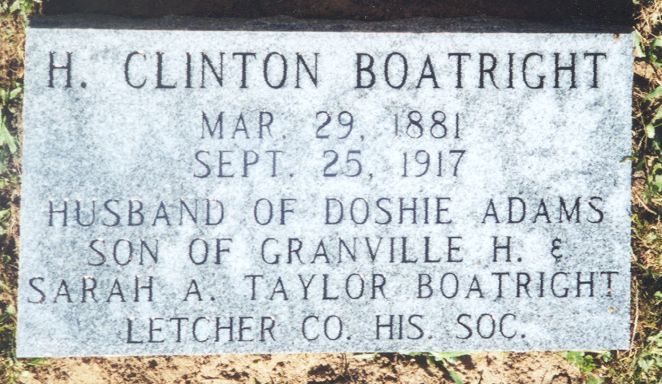 H. CLINTON BOATRIGHT
MAR. 29, 1881
SEPT. 25, 1917
HUSBAND OF DOSHIE ADAMS
SON OF GRANVILLE H. &
SARAH A. TAYLOR BOATRIGHT
LETCHER CO. HIS. SOC.